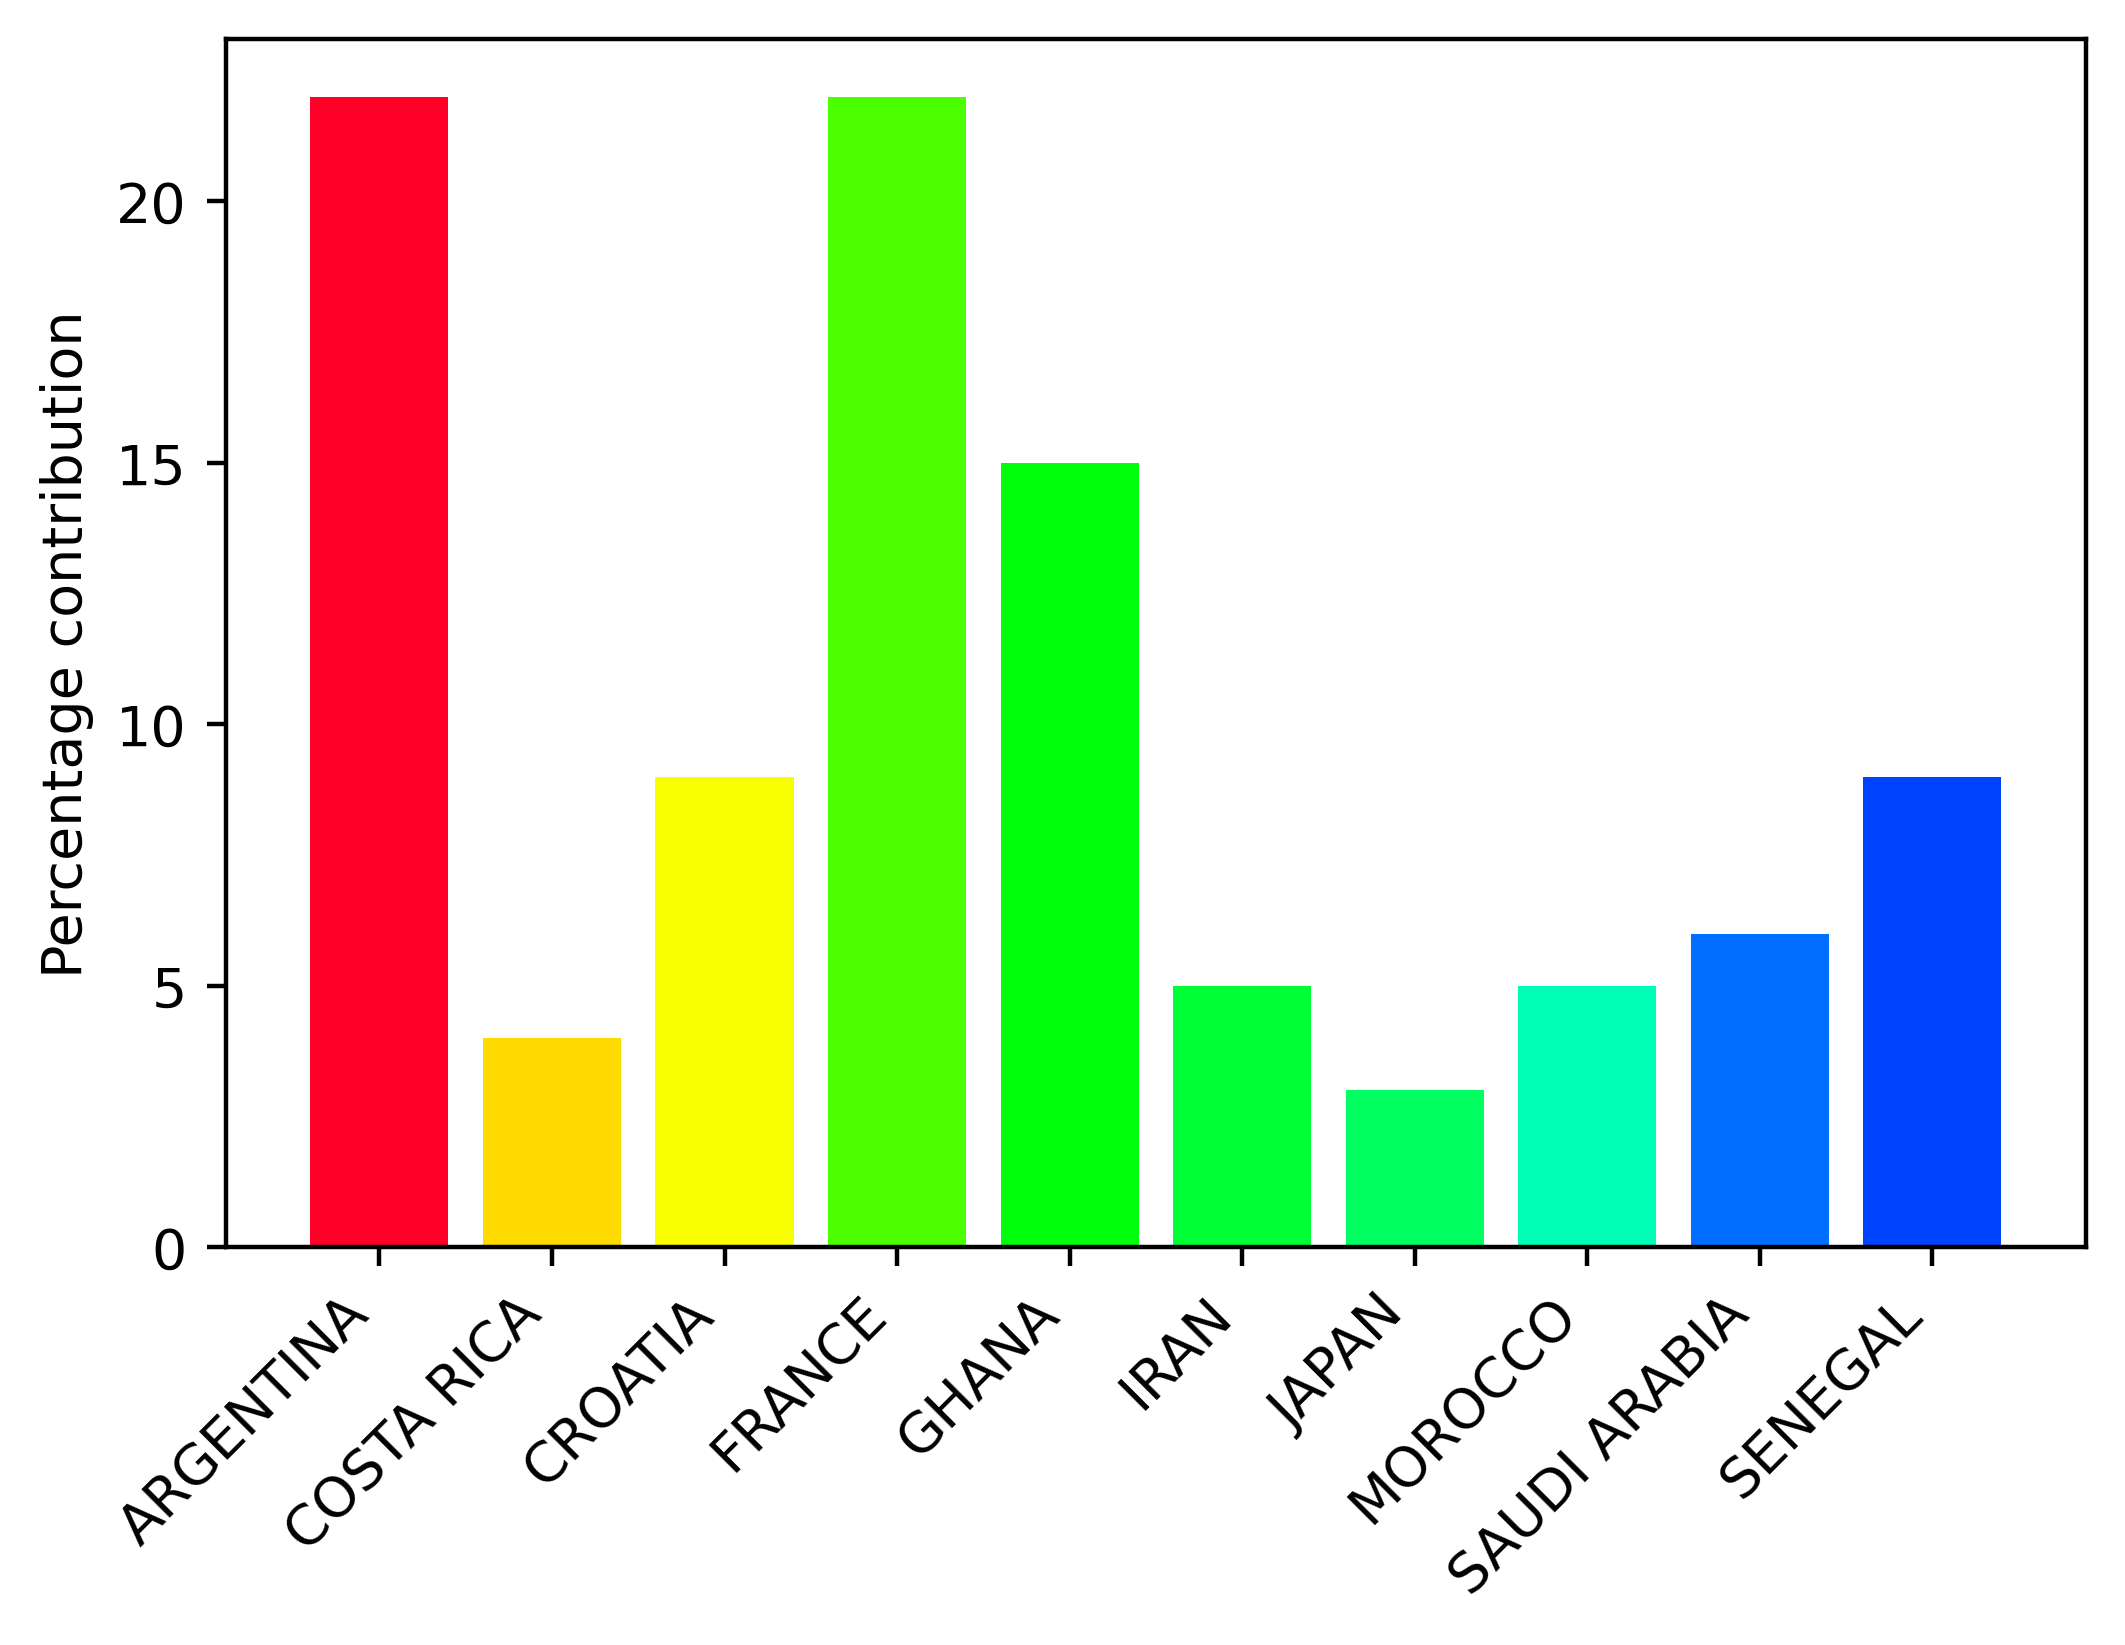 Percentage contribution
20
15
10
5
0
ARGENTINA
COSTA RICA
CROATIA
FRANCE
GHANA
IRAN
JAPAN
MOROCCO
SAUDI ARABIA
SENEGAL